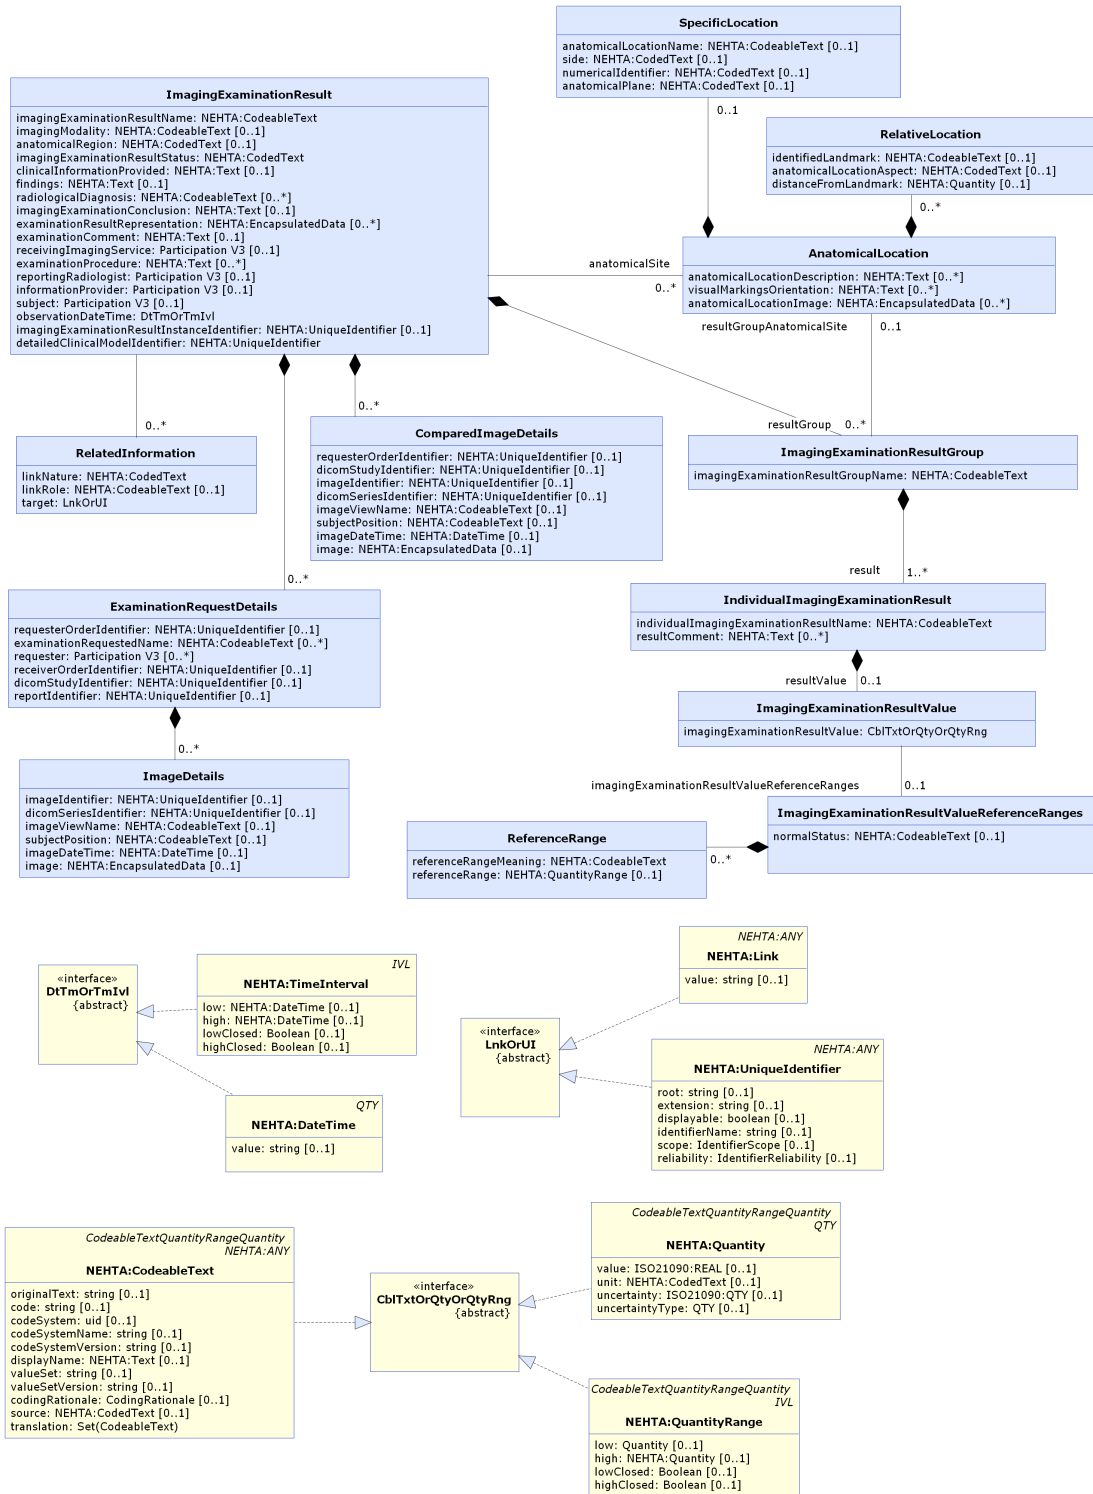 SpecificLocation
anatomicalLocationName: NEHTA:CodeableText [0..1]
side: NEHTA:CodedText [0..1]
numericalIdentifier: NEHTA:CodedText [0..1]
anatomicalPlane: NEHTA:CodedText [0..1]
0..1
ImagingExaminationResult
imagingExaminationResultName: NEHTA:CodeableText
imagingModality: NEHTA:CodeableText [0..1]
anatomicalRegion: NEHTA:CodedText [0..1]
imagingExaminationResultStatus: NEHTA:CodedText
clinicalInformationProvided: NEHTA:Text [0..1]
findings: NEHTA:Text [0..1]
radiologicalDiagnosis: NEHTA:CodeableText [0..*]
imagingExaminationConclusion: NEHTA:Text [0..1]
examinationResultRepresentation: NEHTA:EncapsulatedData [0..*]
examinationComment: NEHTA:Text [0..1]
receivingImagingService: Participation V3 [0..1]
examinationProcedure: NEHTA:Text [0..*]
reportingRadiologist: Participation V3 [0..1]
informationProvider: Participation V3 [0..1]
subject: Participation V3 [0..1]
observationDateTime: DtTmOrTmIvl
imagingExaminationResultInstanceIdentifier: NEHTA:UniqueIdentifier [0..1]
detailedClinicalModelIdentifier: NEHTA:UniqueIdentifier
RelativeLocation
identifiedLandmark: NEHTA:CodeableText [0..1]
anatomicalLocationAspect: NEHTA:CodedText [0..1]
distanceFromLandmark: NEHTA:Quantity [0..1]
0..*
anatomicalSite
0..*
AnatomicalLocation
anatomicalLocationDescription: NEHTA:Text [0..*]
visualMarkingsOrientation: NEHTA:Text [0..*]
anatomicalLocationImage: NEHTA:EncapsulatedData [0..*]
resultGroupAnatomicalSite
0..1
0..*
RelatedInformation
linkNature: NEHTA:CodedText
linkRole: NEHTA:CodeableText [0..1]
target: LnkOrUI
0..*
ComparedImageDetails
requesterOrderIdentifier: NEHTA:UniqueIdentifier [0..1]
dicomStudyIdentifier: NEHTA:UniqueIdentifier [0..1]
imageIdentifier: NEHTA:UniqueIdentifier [0..1]
dicomSeriesIdentifier: NEHTA:UniqueIdentifier [0..1]
imageViewName: NEHTA:CodeableText [0..1]
subjectPosition: NEHTA:CodeableText [0..1]
imageDateTime: NEHTA:DateTime [0..1]
image: NEHTA:EncapsulatedData [0..1]
resultGroup
0..*
ImagingExaminationResultGroup
imagingExaminationResultGroupName: NEHTA:CodeableText
result
1..*
0..*
ExaminationRequestDetails
requesterOrderIdentifier: NEHTA:UniqueIdentifier [0..1]
examinationRequestedName: NEHTA:CodeableText [0..*]
requester: Participation V3 [0..*]
receiverOrderIdentifier: NEHTA:UniqueIdentifier [0..1]
dicomStudyIdentifier: NEHTA:UniqueIdentifier [0..1]
reportIdentifier: NEHTA:UniqueIdentifier [0..1]
IndividualImagingExaminationResult
individualImagingExaminationResultName: NEHTA:CodeableText
resultComment: NEHTA:Text [0..*]
resultValue
0..1
ImagingExaminationResultValue
imagingExaminationResultValue: CblTxtOrQtyOrQtyRng
0..*
ImageDetails
imageIdentifier: NEHTA:UniqueIdentifier [0..1]
dicomSeriesIdentifier: NEHTA:UniqueIdentifier [0..1]
imageViewName: NEHTA:CodeableText [0..1]
subjectPosition: NEHTA:CodeableText [0..1]
imageDateTime: NEHTA:DateTime [0..1]
image: NEHTA:EncapsulatedData [0..1]
imagingExaminationResultValueReferenceRanges
0..1
ImagingExaminationResultValueReferenceRanges
normalStatus: NEHTA:CodeableText [0..1]
ReferenceRange
referenceRangeMeaning: NEHTA:CodeableText
referenceRange: NEHTA:QuantityRange [0..1]
0..*
«interface»
DtTmOrTmIvl
{abstract}
IVL
NEHTA:TimeInterval
low: NEHTA:DateTime [0..1]
high: NEHTA:DateTime [0..1]
lowClosed: Boolean [0..1]
highClosed: Boolean [0..1]
QTY
NEHTA:DateTime
value: string [0..1]
NEHTA:ANY
NEHTA:Link
value: string [0..1]
«interface»
LnkOrUI
{abstract}
NEHTA:ANY
NEHTA:UniqueIdentifier
root: string [0..1]
extension: string [0..1]
displayable: boolean [0..1]
identifierName: string [0..1]
scope: IdentifierScope [0..1]
reliability: IdentifierReliability [0..1]
CodeableTextQuantityRangeQuantity
NEHTA:ANY
NEHTA:CodeableText
originalText: string [0..1]
code: string [0..1]
codeSystem: uid [0..1]
codeSystemName: string [0..1]
codeSystemVersion: string [0..1]
displayName: NEHTA:Text [0..1]
valueSet: string [0..1]
valueSetVersion: string [0..1]
codingRationale: CodingRationale [0..1]
source: NEHTA:CodedText [0..1]
translation: Set(CodeableText)
«interface»
CblTxtOrQtyOrQtyRng
{abstract}
CodeableTextQuantityRangeQuantity
QTY
NEHTA:Quantity
value: ISO21090:REAL [0..1]
unit: NEHTA:CodedText [0..1]
uncertainty: ISO21090:QTY [0..1]
uncertaintyType: QTY [0..1]
CodeableTextQuantityRangeQuantity
IVL
NEHTA:QuantityRange
low: Quantity [0..1]
high: NEHTA:Quantity [0..1]
lowClosed: Boolean [0..1]
highClosed: Boolean [0..1]